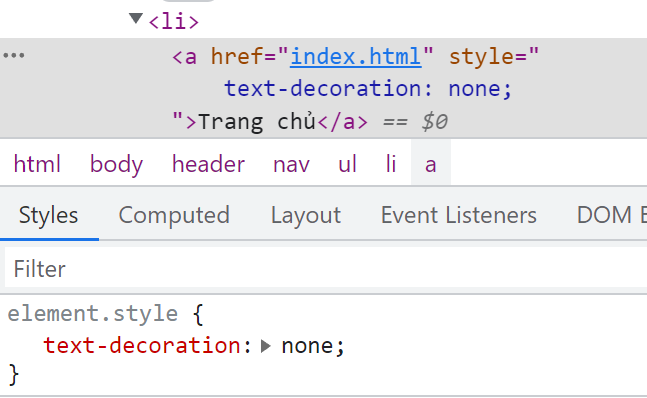 <li>
<a href="index.html" style="
text-decoration: none;
">Trang chủ</a> == $0
html body header nav ul li a
Styles Computed Layout Event Listeners DOM
Filter
element.style {
text-decoration: none;
}